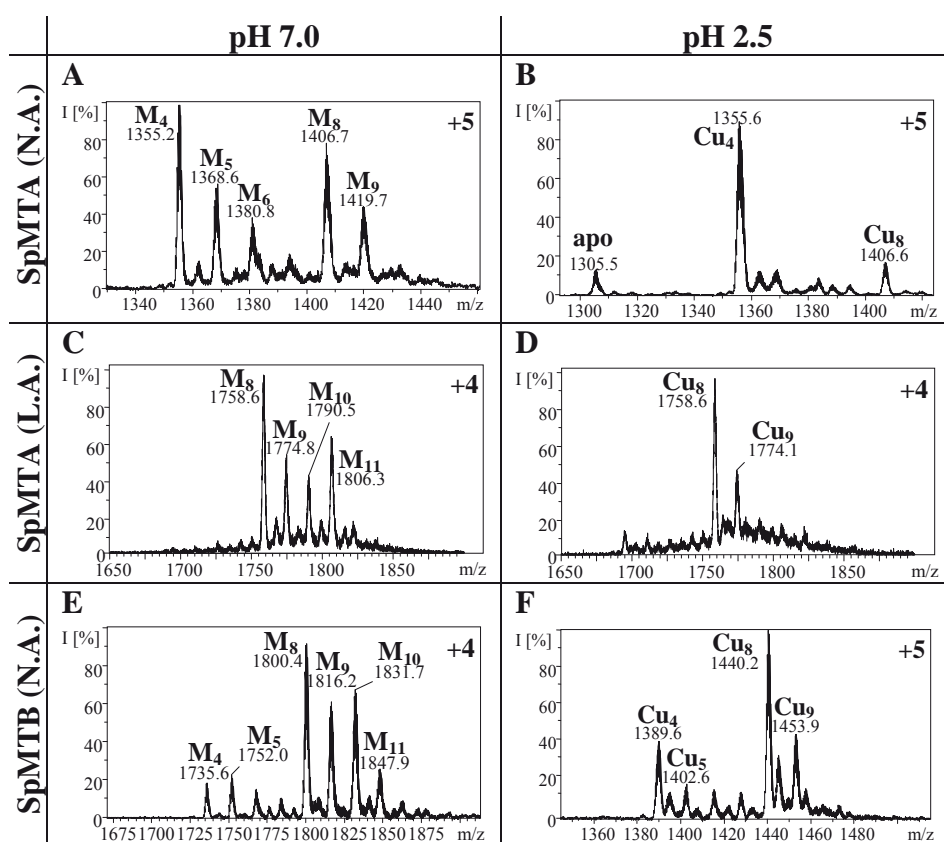 pH 7.0
pH 2.5
SpMTA (N.A.)
A
I [%]
+5
80
60
40
20
0
M4
1355.2
M5
1368.6
M6
1380.8
M8
1406.7
M9
1419.7
1340 1360 1380 1400 1420 1440 m/z
B
I [%]
+5
80
60
40
20
0
apo
1305.5
Cu4
1355.6
Cu8
1406.6
1300 1320 1340 1360 1380 1400 m/z
SpMTA (L.A.)
C
I [%]
+4
80
60
40
20
0
M8
1758.6
M9
1774.8
M10
1790.5
M11
1806.3
1650 1700 1750 1800 1850 m/z
D
I [%]
+4
80
60
40
20
0
Cu8
1758.6
Cu9
1774.1
1650 1700 1750 1800 1850 m/z
SpMTB (N.A.)
E
I [%]
+4
80
60
40
20
0
M4
1735.6
M5
1752.0
M8
1800.4
M9
1816.2
M10
1831.7
M11
1847.9
1675 1700 1725 1750 1775 1800 1825 1850 1875 m/z
F
I [%]
+5
80
60
40
20
0
Cu4
1389.6
Cu5
1402.6
Cu8
1440.2
Cu9
1453.9
1360 1380 1400 1420 1440 1460 1480 m/z